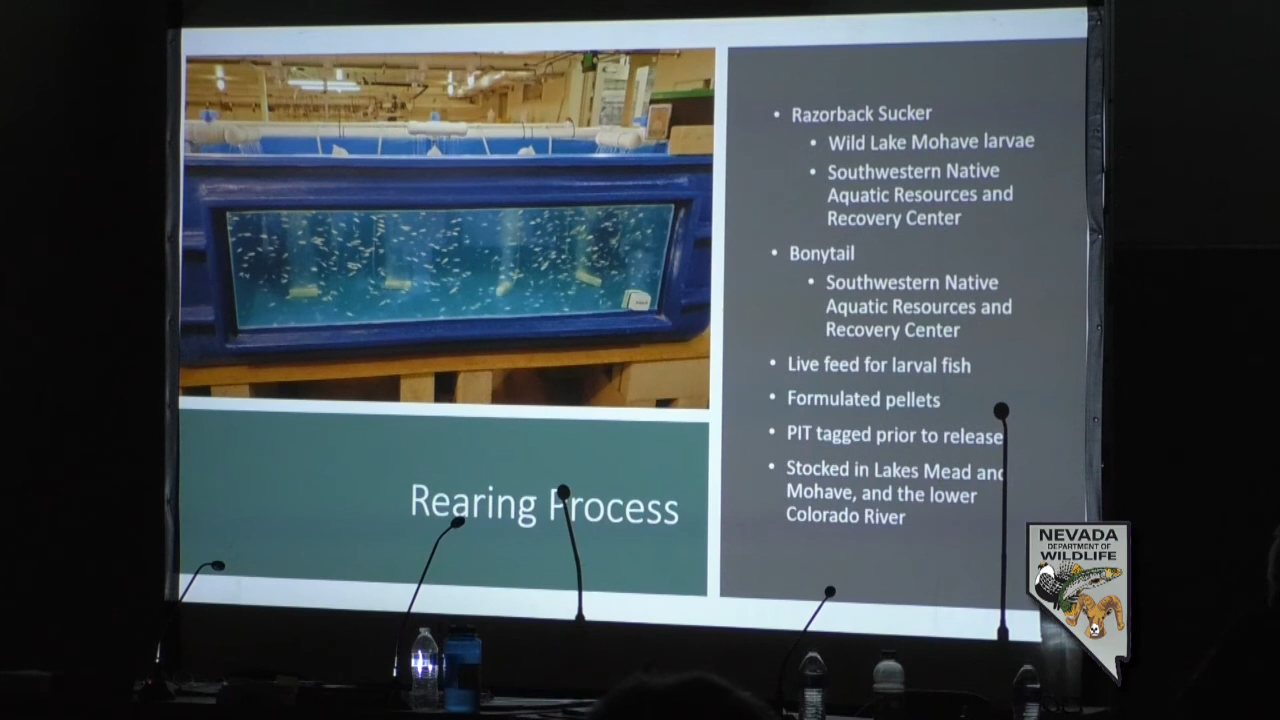 Razorback Sucker
Wild Lake Mohave larvae
Southwestern Native
Aquatic Resources and
Recovery Center
Bonytail
Southwestern Native
Aquatic Resources and
Recovery Center
Live feed for larval fish
Formulated pellets
PIT tagged prior to release
Stocked in Lakes Mead and
Mohave, and the lower
Colorado River
Rearing Process
NEVADA
DEPARTMENT OF
WILDLIFE